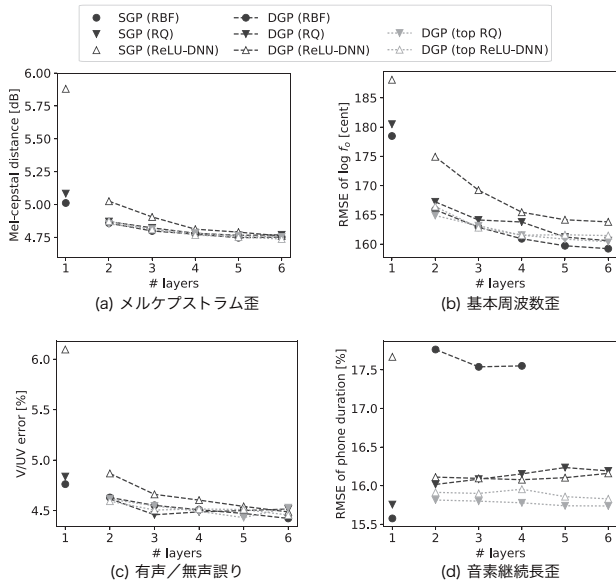 SGP (RBF)
SGP (RQ)
SGP (ReLU-DNN)
DGP (RBF)
DGP (RQ)
DGP (ReLU-DNN)
DGP (top RQ)
DGP (top ReLU-DNN)
Mel-cepstral distance [dB]
6.00
5.75
5.50
5.25
5.00
4.75
1 2 3 4 5 6
# layers
(a) メルケプストラム歪
RMSE of log fo [cent]
185
180
175
170
165
160
1 2 3 4 5 6
# layers
(b) 基本周波数歪
V/UV error [%]
6.0
5.5
5.0
4.5
1 2 3 4 5 6
# layers
(c) 有声／無声誤り
RMSE of phone duration [%]
17.5
17.0
16.5
16.0
15.5
1 2 3 4 5 6
# layers
(d) 音素継続長歪